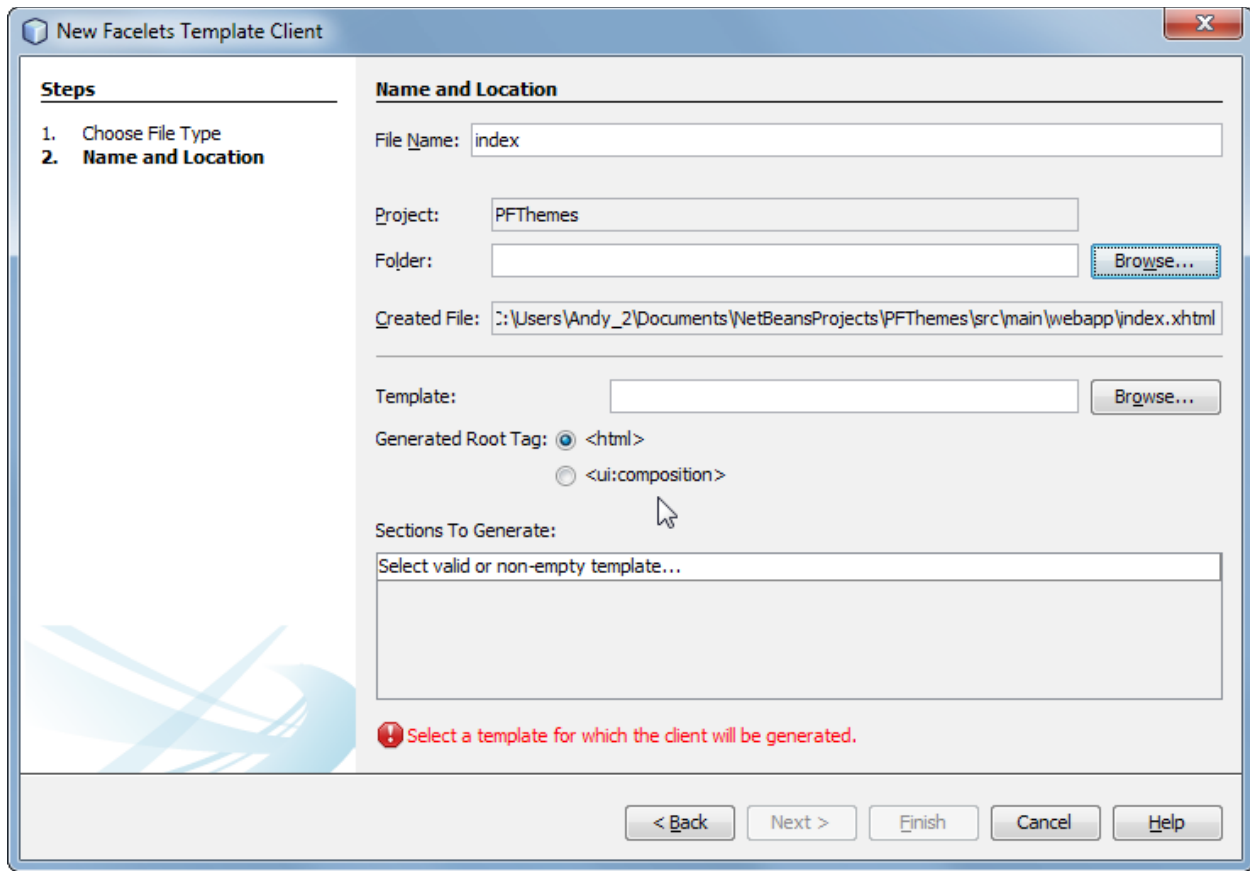 New Facelets Template Client
Steps
1. Choose File Type
2. Name and Location
Name and Location
File Name: index
Project: PFThemes
Folder: Browse...
Created File: C:\Users\Andy_2\Documents\NetBeansProjects\PFThemes\src\main\webapp\index.xhtml
Template: Browse...
Generated Root Tag: <html>
<ui:composition>
Sections To Generate:
Select valid or non-empty template...
Select a template for which the client will be generated.
< Back Next > Finish Cancel Help